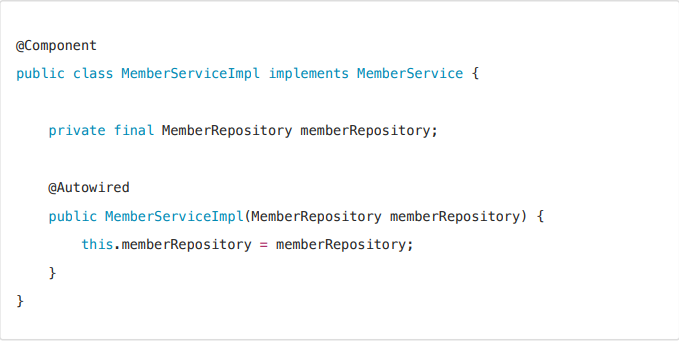 @Component
public class MemberServiceImpl implements MemberService {
private final MemberRepository memberRepository;
@Autowired
public MemberServiceImpl(MemberRepository memberRepository) {
this.memberRepository = memberRepository;
}
}